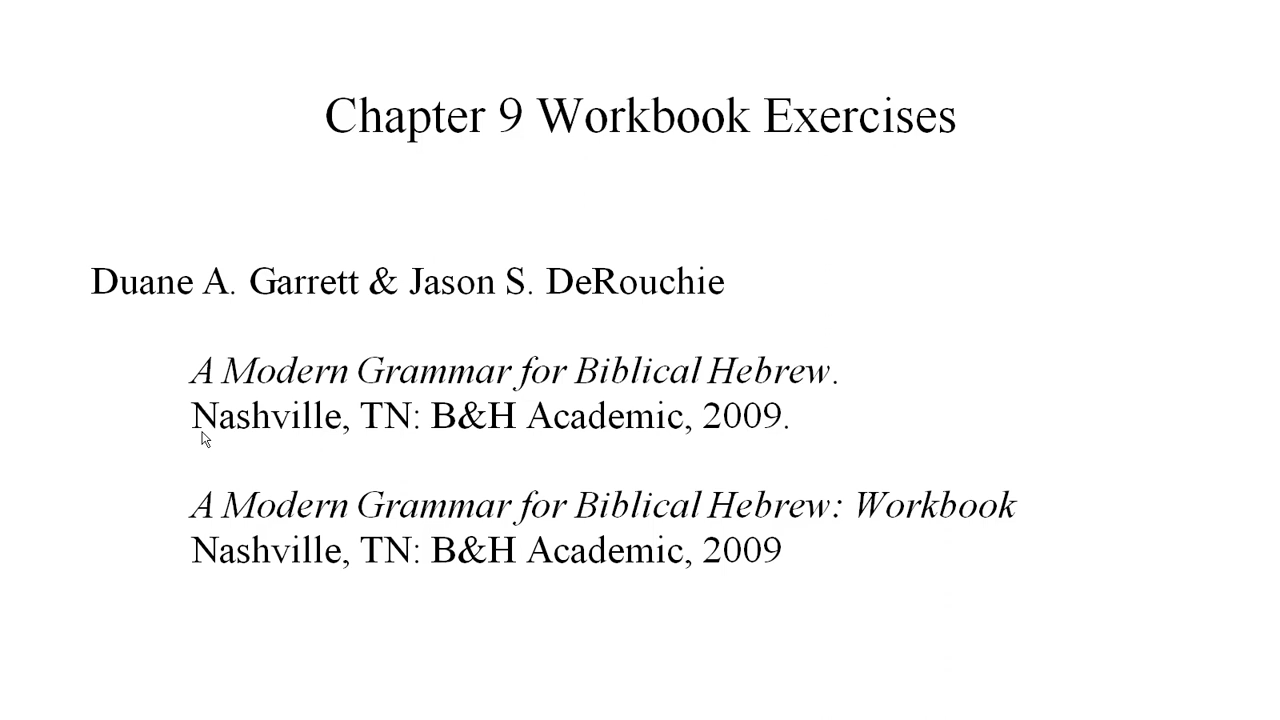 Chapter 9 Workbook Exercises
Duane A. Garrett & Jason S. DeRouchie
A Modern Grammar for Biblical Hebrew.
Nashville, TN: B&H Academic, 2009.
A Modern Grammar for Biblical Hebrew: Workbook
Nashville, TN: B&H Academic, 2009